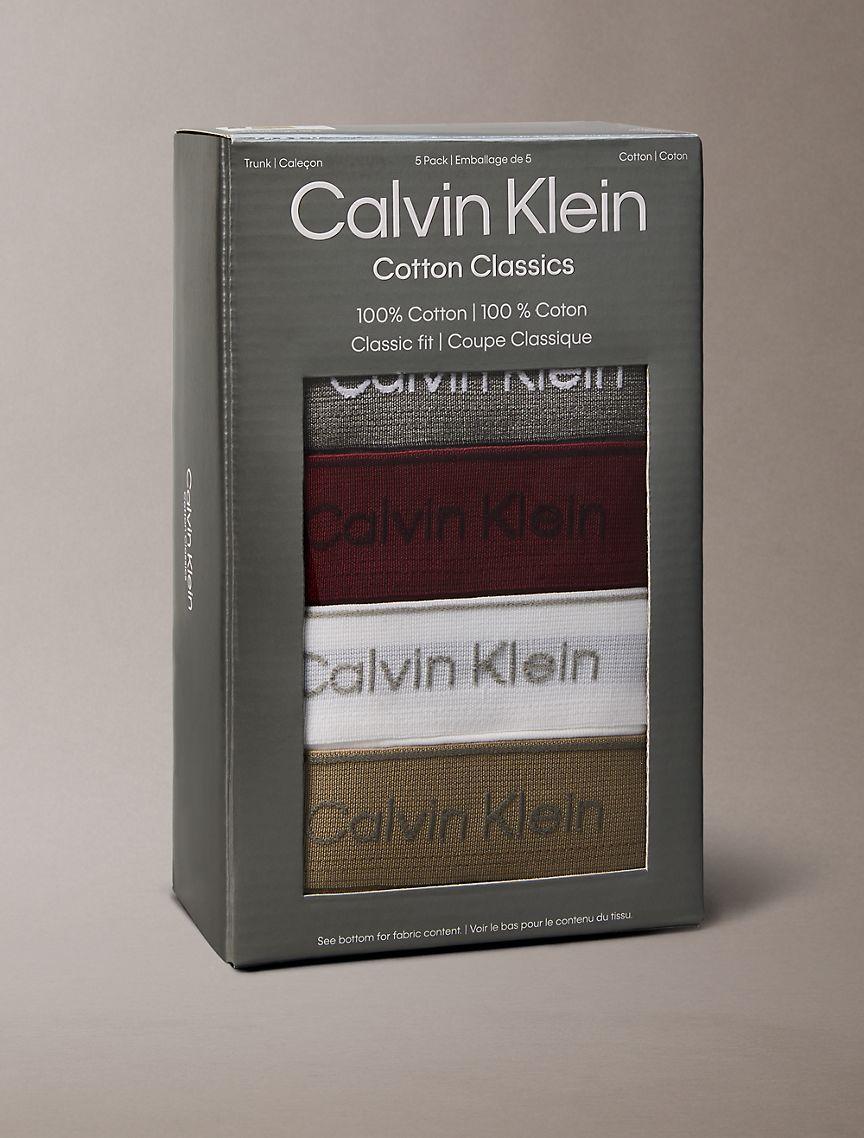 Trunk | Caleçon
5 Pack | Emballage de 5
Cotton | Coton
Calvin Klein
Cotton Classics
100% Cotton | 100 % Coton
Classic fit | Coupe Classique
Calvin Klein
Calvin Klein
Calvin Klein
Calvin Klein
See bottom for fabric content. | Voir le bas pour le contenu du tissu.
Calvin Klein
Cotton Classics